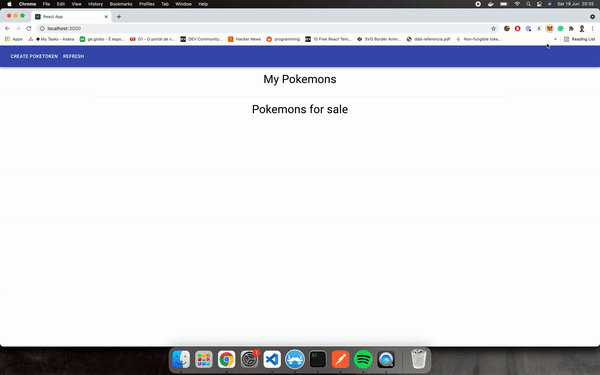 Chrome File Edit View History Bookmarks Profiles Tab Window Help Sat 19 Jun 20:35
React App
localhost:3000
Apps My Tasks - Asana ge.globo - É espo... G1 - O portal de n... DEV Community... Hacker News programming 15 Free React Tem... SVG Border Anim... ddd-referencia.pdf Non-fungible toke... » Reading List
CREATE POKETOKEN REFRESH
My Pokemons
Pokemons for sale